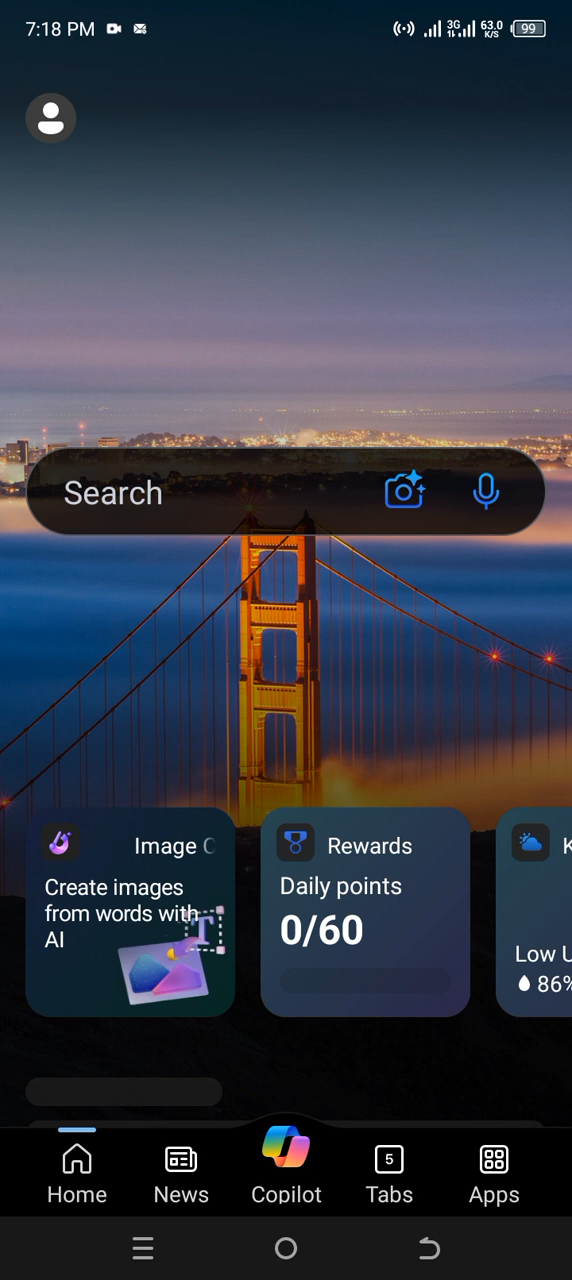 7:18 PM
3G
63.0
K/S
99
Search
Image
Create images
from words with
AI
T
Rewards
Daily points
0/60
Low U
86%
Home
News
Copilot
5
Tabs
Apps